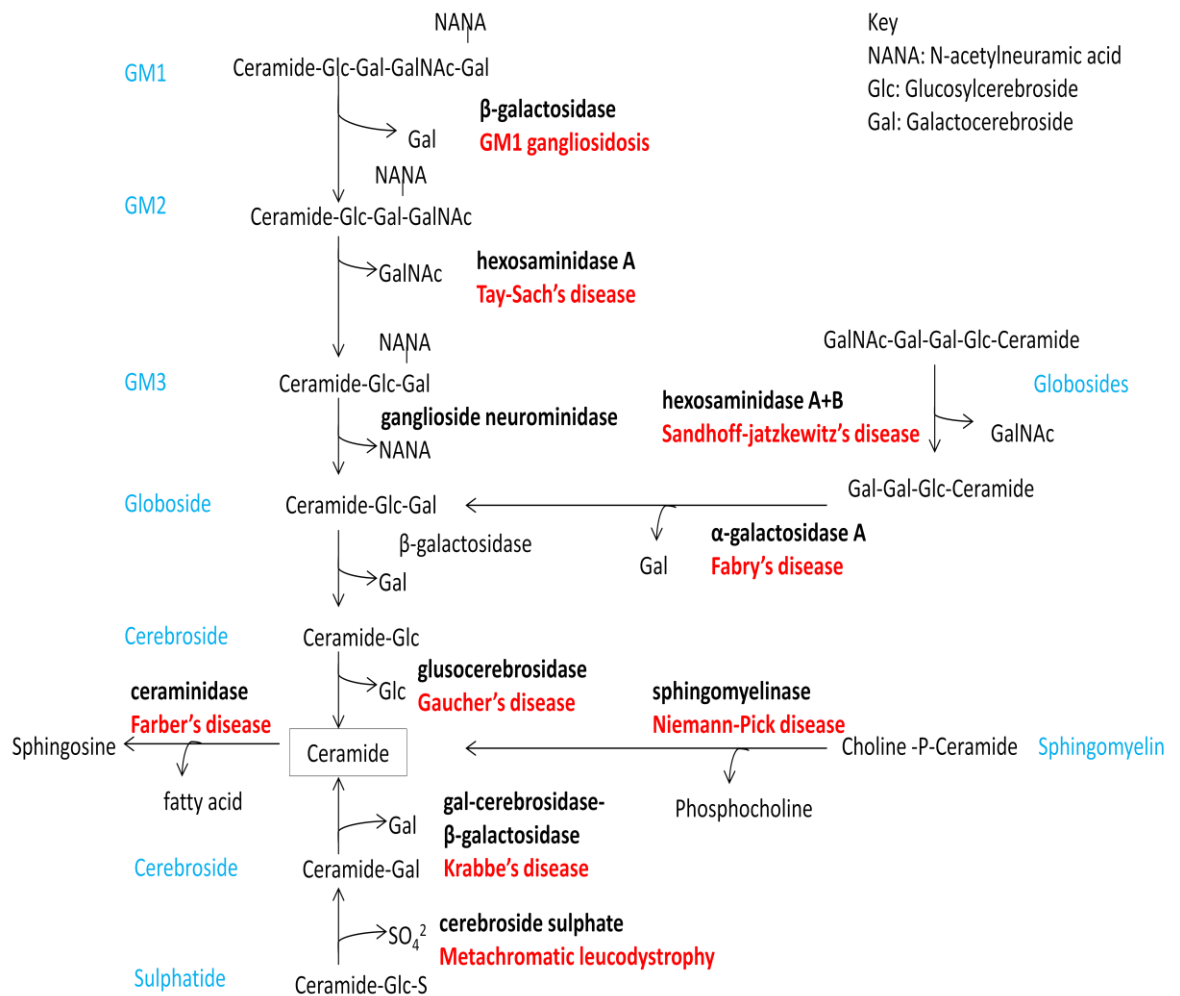 NANA
Key
GM1
Ceramide-Glc-Gal-GalNAc-Gal
NANA: N-acetylneuramic acid
Glc: Glucosylcerebroside
Gal: Galactocerebroside
β-galactosidase
Gal
GM1 gangliosidosis
NANA
GM2
Ceramide-Glc-Gal-GalNAc
hexosaminidase A
GalNAc
Tay-Sach’s disease
NANA
GalNAc-Gal-Gal-Glc-Ceramide
GM3
Ceramide-Glc-Gal
Globosides
ganglioside neurominidase
hexosaminidase A+B
NANA
Sandhoff-jatzkewitz’s disease
GalNAc
Gal-Gal-Glc-Ceramide
Globoside
Ceramide-Glc-Gal
β-galactosidase
α-galactosidase A
Gal
Gal
Fabry’s disease
Cerebroside
Ceramide-Glc
glusocerebrosidase
Glc
Gaucher’s disease
ceraminidase
Farber’s disease
sphingomyelinase
Niemann-Pick disease
Sphingosine
Ceramide
Choline -P-Ceramide
Sphingomyelin
fatty acid
Phosphocholine
gal-cerebrosidase-
β-galactosidase
Gal
Cerebroside
Ceramide-Gal
Krabbe’s disease
cerebroside sulphate
SO₄²
Metachromatic leucodystrophy
Sulphatide
Ceramide-Glc-S